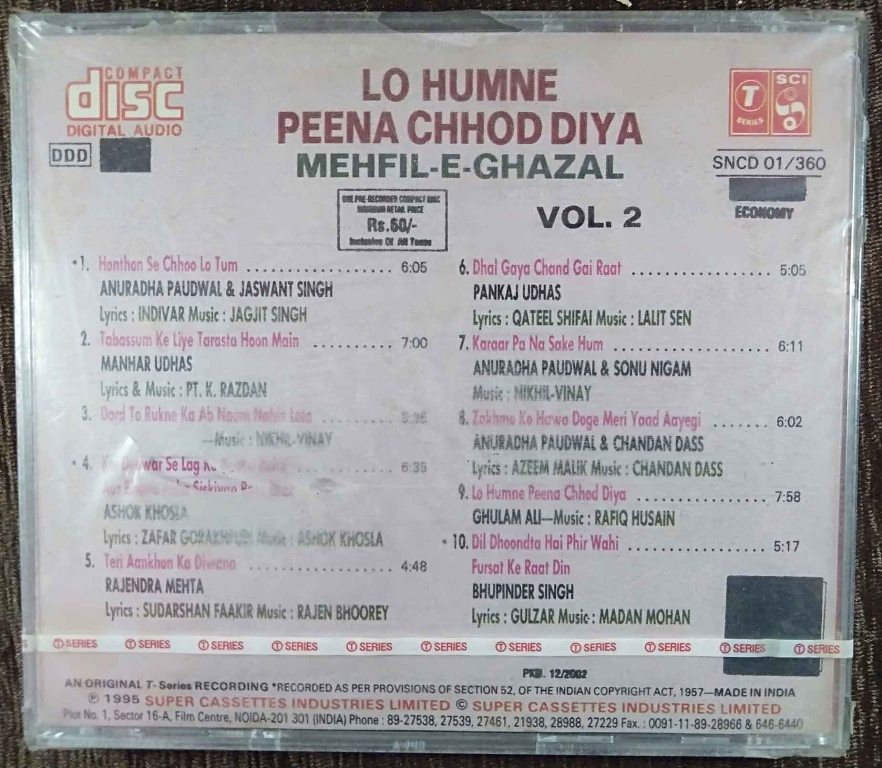 COMPACT
disc
DIGITAL AUDIO
DDD
LO HUMNE
PEENA CHHOD DIYA
MEHFIL-E-GHAZAL
VOL. 2
T
SERIES
SCI
SNCD 01/360
ECONOMY
ONE PRE-RECORDED COMPACT DISC
MAXIMUM RETAIL PRICE
Rs.60/-
Inclusive Of All Taxes
*1. Honthon Se Chhoo Lo Tum ........................ 6:05
ANURADHA PAUDWAL & JASWANT SINGH
Lyrics : INDIVAR Music : JAGJIT SINGH
2. Tabassum Ke Liye Tarasta Hoon Main ............. 7:00
MANHAR UDHAS
Lyrics & Music : PT. K. RAZDAN
3. Dard To Rukne Ka Ab Naam Nahin Leta
—Music : NIKHIL-VINAY
*4. Se Lag 6:35
Siskiyan
ASHOK KHOSLA
Lyrics : ZAFAR GORAKHPURI Music : ASHOK KHOSLA
5. Teri Aankhon Ka Diwana ........................ 4:48
RAJENDRA MEHTA
Lyrics : SUDARSHAN FAAKIR Music : RAJEN BHOOREY
6. Dhal Gaya Chand Gai Raat ...................... 5:05
PANKAJ UDHAS
Lyrics : QATEEL SHIFAI Music : LALIT SEN
7. Karaar Pa Na Sake Hum ........................ 6:11
ANURADHA PAUDWAL & SONU NIGAM
Music : NIKHIL-VINAY
8. Zakhmo Ko Hawa Doge Meri Yaad Aayegi ....... 6:02
ANURADHA PAUDWAL & CHANDAN DASS
Lyrics : AZEEM MALIK Music : CHANDAN DASS
9. Lo Humne Peena Chhod Diya .................... 7:58
GHULAM ALI—Music : RAFIQ HUSAIN
*10. Dil Dhoondta Hai Phir Wahi ..................... 5:17
Fursat Ke Raat Din
BHUPINDER SINGH
Lyrics : GULZAR Music : MADAN MOHAN
T SERIES T SERIES T SERIES T SERIES T SERIES T SERIES T SERIES T SERIES T SERIES T SERIES T SERIES
PKD. 12/2002
AN ORIGINAL T- Series RECORDING *RECORDED AS PER PROVISIONS OF SECTION 52, OF THE INDIAN COPYRIGHT ACT, 1957—MADE IN INDIA
℗ 1995 SUPER CASSETTES INDUSTRIES LIMITED © SUPER CASSETTES INDUSTRIES LIMITED
Plot No. 1, Sector 16-A, Film Centre, NOIDA-201 301 (INDIA) Phone : 89-27538, 27539, 27461, 21938, 28988, 27229 Fax. : 0091-11-89-28966 & 646-6440